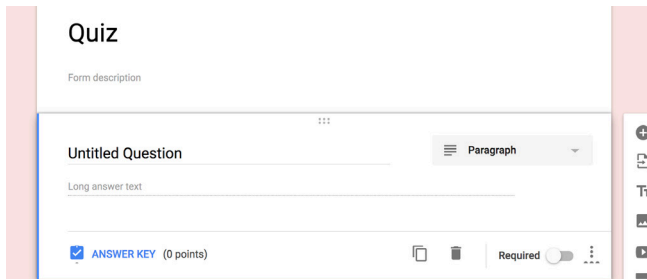 Quiz
Form description
Untitled Question
Paragraph
Long answer text
ANSWER KEY (0 points)
Required